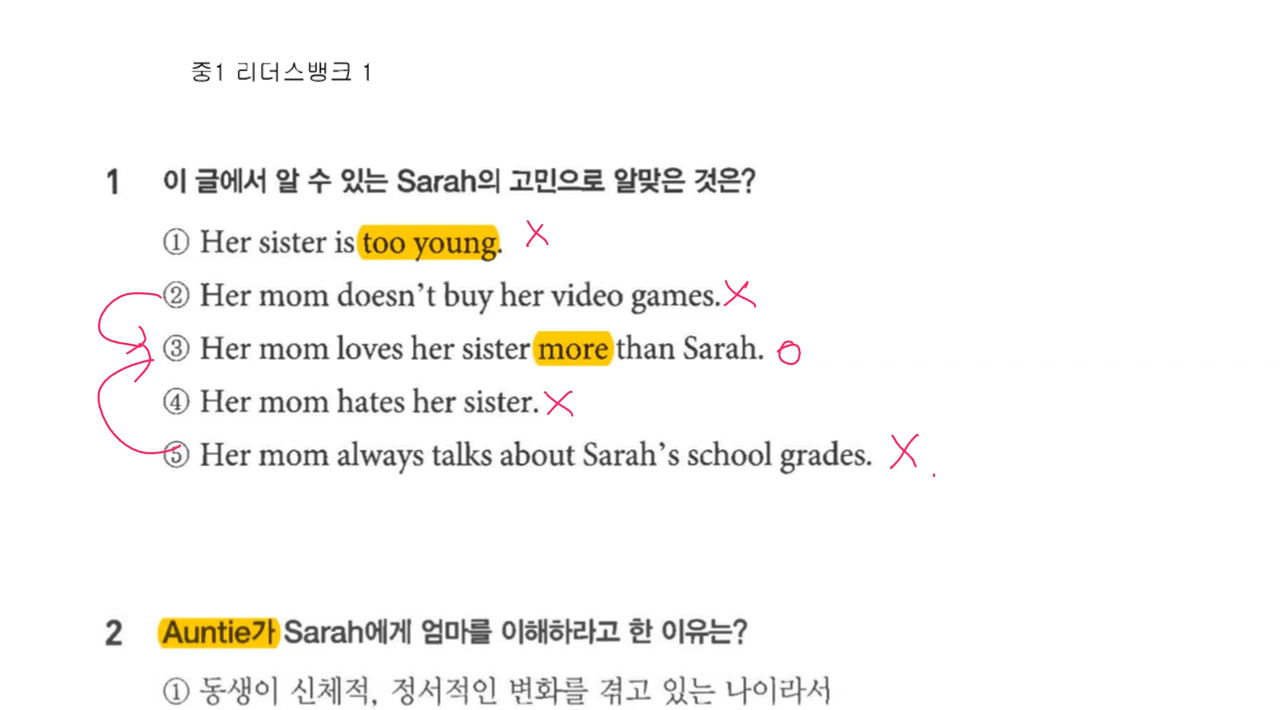 중1 리더스뱅크 1
1 이 글에서 알 수 있는 Sarah의 고민으로 알맞은 것은?
① Her sister is too young. X
② Her mom doesn't buy her video games. X
③ Her mom loves her sister more than Sarah. O
④ Her mom hates her sister. X
⑤ Her mom always talks about Sarah's school grades. X
2 Auntie가 Sarah에게 엄마를 이해하라고 한 이유는?
① 동생이 신체적, 정서적인 변화를 겪고 있는 나이라서